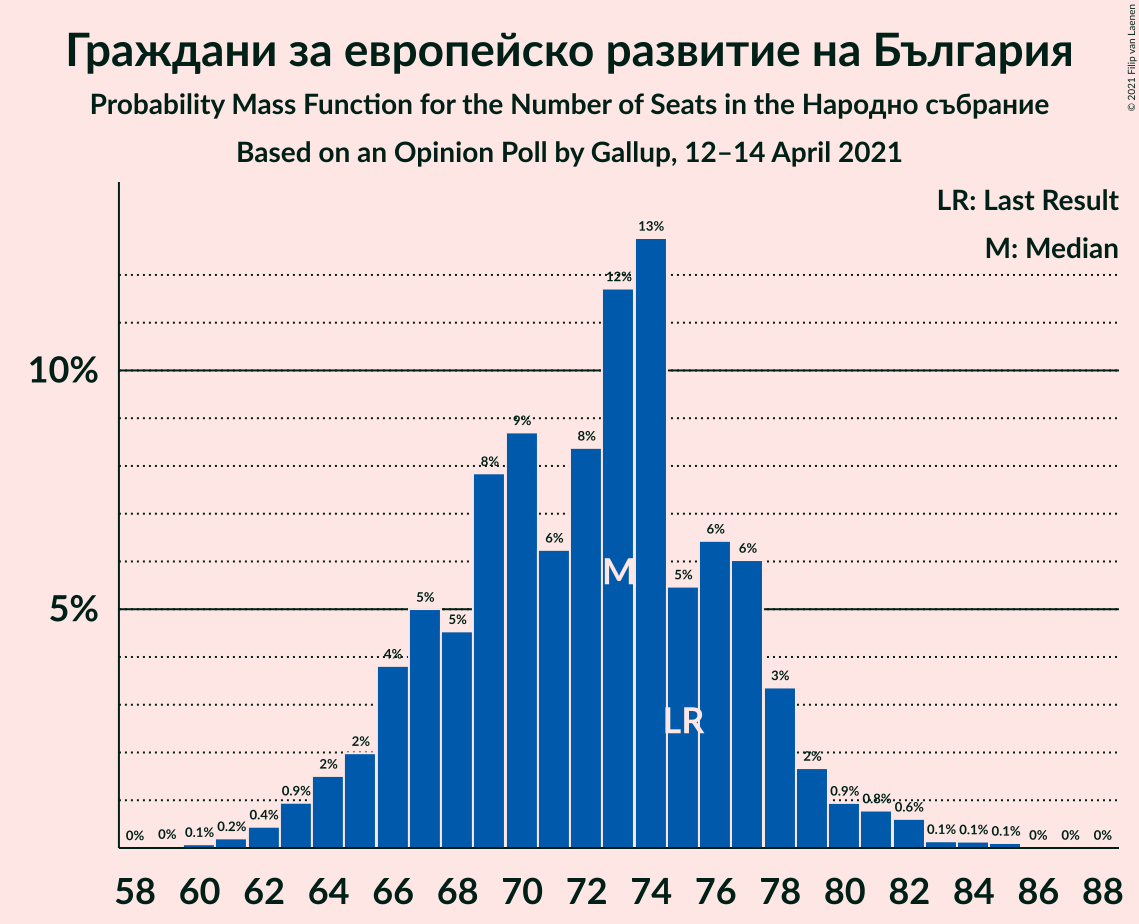 Граждани за европейско развитие на България
Probability Mass Function for the Number of Seats in the Народно събрание
Based on an Opinion Poll by Gallup, 12–14 April 2021
© 2021 Filip van Laenen
LR: Last Result
M: Median
10%
5%
0% 0% 0.1% 0.2% 0.4% 0.9% 2% 2% 4% 5% 5% 8% 9% 6% 8% 12% 13% 5% 6% 6% 3% 2% 0.9% 0.8% 0.6% 0.1% 0.1% 0.1% 0% 0% 0%
M
LR
58 60 62 64 66 68 70 72 74 76 78 80 82 84 86 88